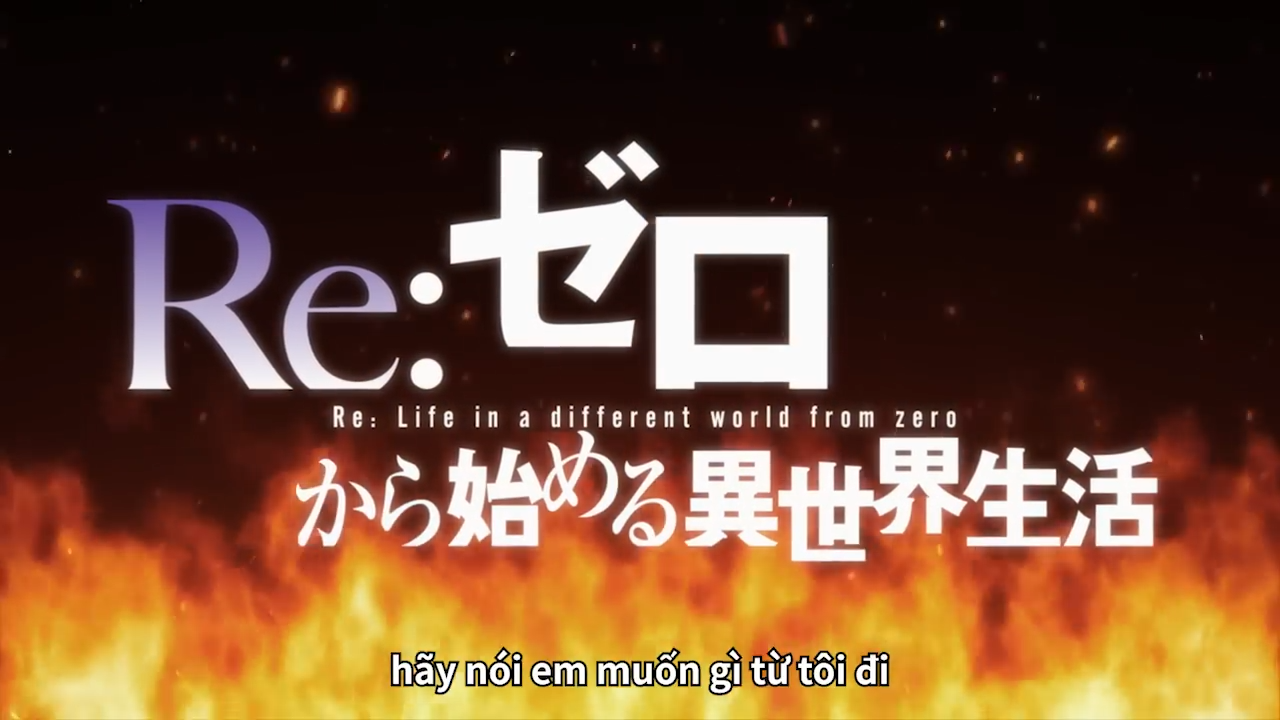 Re:ゼロ
Re: Life in a different world from zero
から始める異世界生活
hãy nói em muốn gì từ tôi đi